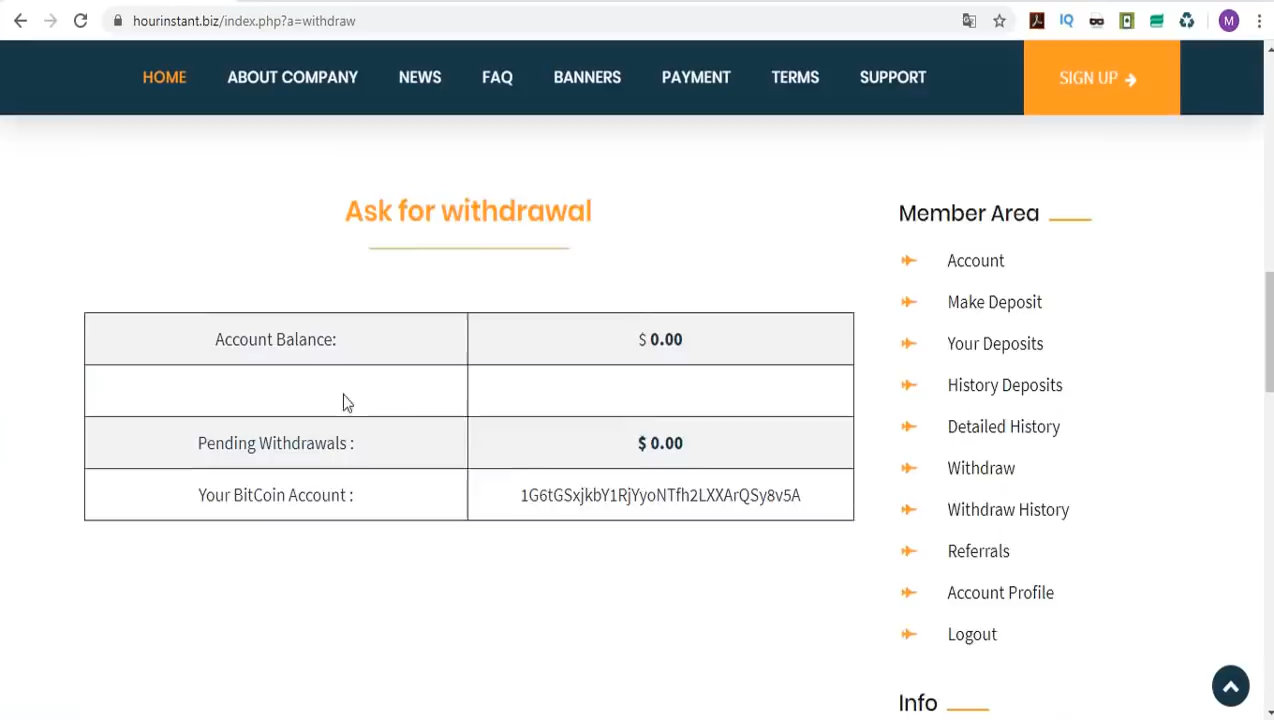 hourinstant.biz/index.php?a=withdraw
IQ
M
HOME ABOUT COMPANY NEWS FAQ BANNERS PAYMENT TERMS SUPPORT SIGN UP
Ask for withdrawal
Account Balance: $ 0.00
Pending Withdrawals : $ 0.00
Your BitCoin Account : 1G6tGSxjkbY1RjYyoNTfh2LXXArQSy8v5A
Member Area
Account
Make Deposit
Your Deposits
History Deposits
Detailed History
Withdraw
Withdraw History
Referrals
Account Profile
Logout
Info